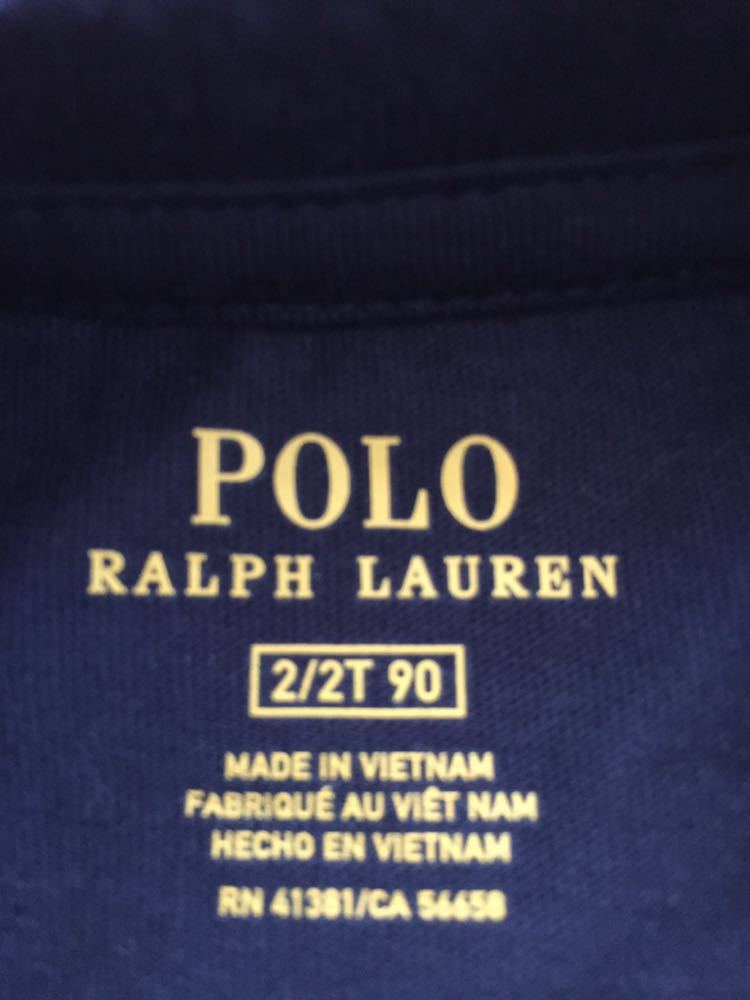 POLO
RALPH LAUREN
2/2T 90
MADE IN VIETNAM
FABRIQUÉ AU VIÊT NAM
HECHO EN VIETNAM
RN 41381/CA 56658